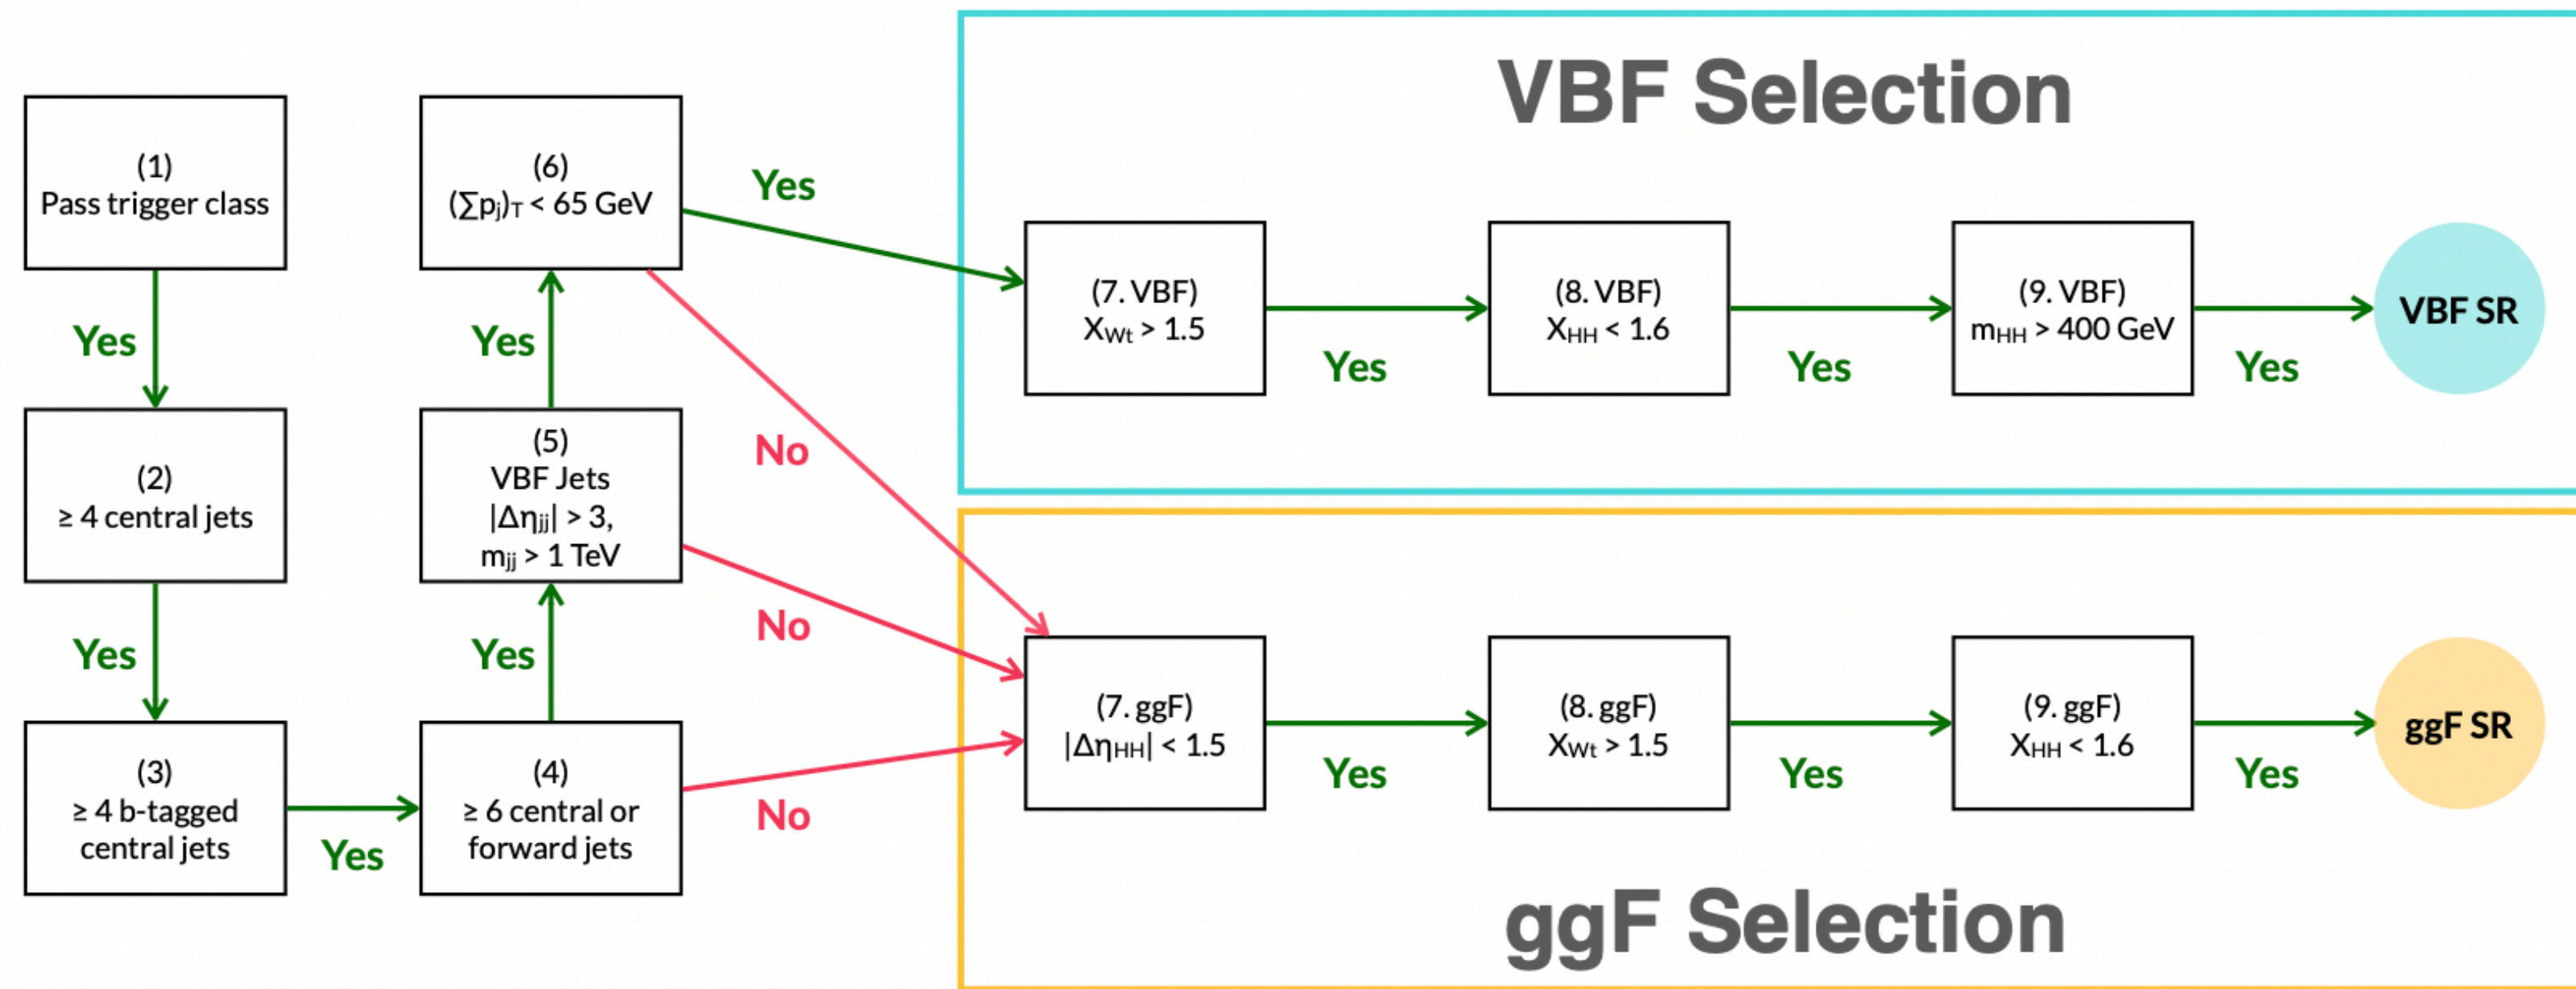 VBF Selection
(1)
Pass trigger class
Yes
(2)
≥ 4 central jets
Yes
(3)
≥ 4 b-tagged
central jets
Yes
(4)
≥ 6 central or
forward jets
Yes
No
(5)
VBF Jets
|Δηjj| > 3,
mjj > 1 TeV
Yes
No
(6)
(∑pj)T < 65 GeV
Yes
No
(7. VBF)
XWt > 1.5
Yes
(8. VBF)
XHH < 1.6
Yes
(9. VBF)
mHH > 400 GeV
Yes
VBF SR
(7. ggF)
|ΔηHH| < 1.5
Yes
(8. ggF)
XWt > 1.5
Yes
(9. ggF)
XHH < 1.6
Yes
ggF SR
ggF Selection